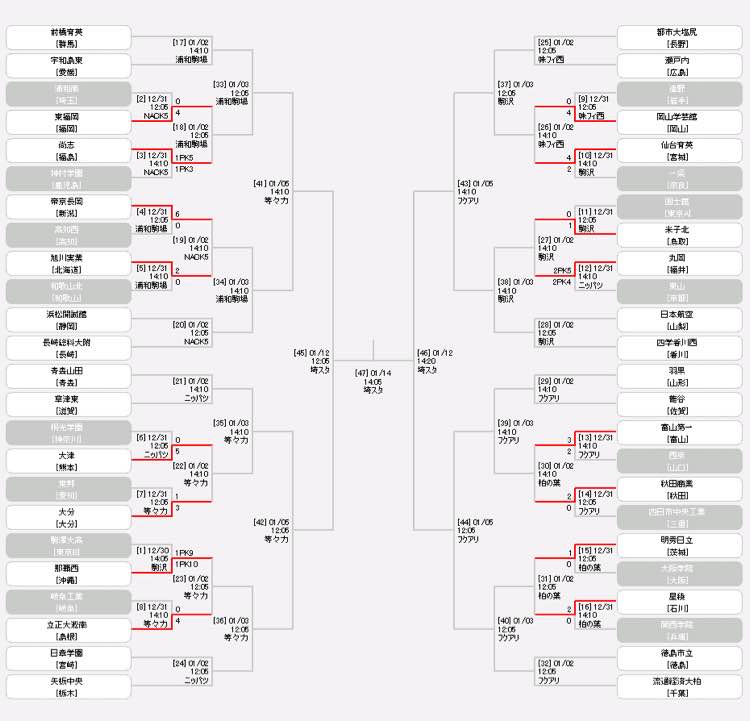 前橋育英
[群馬]
宇和島東
[愛媛]
浦和南
[埼玉]
東福岡
[福岡]
尚志
[福島]
神村学園
[鹿児島]
帝京長岡
[新潟]
高知西
[高知]
旭川実業
[北海道]
和歌山北
[和歌山]
浜松開誠館
[静岡]
長崎総科大附
[長崎]
青森山田
[青森]
草津東
[滋賀]
桐光学園
[神奈川]
大津
[熊本]
東邦
[愛知]
大分
[大分]
駒澤大高
[東京B]
那覇西
[沖縄]
岐阜工業
[岐阜]
立正大淞南
[島根]
日章学園
[宮崎]
矢板中央
[栃木]
[17] 01/02
14:10
浦和駒場
[2] 12/31
12:05
NACK5
0
4
[18] 01/02
12:05
浦和駒場
[3] 12/31
14:10
NACK5
1PK5
1PK3
[4] 12/31
12:05
浦和駒場
6
0
[19] 01/02
14:10
NACK5
[5] 12/31
14:10
浦和駒場
2
0
[20] 01/02
12:05
NACK5
[21] 01/02
14:10
ニッパツ
[6] 12/31
12:05
ニッパツ
0
5
[22] 01/02
14:10
等々力
[7] 12/31
12:05
等々力
1
3
[1] 12/30
14:05
駒沢
1PK9
1PK10
[23] 01/02
12:05
等々力
[8] 12/31
14:10
等々力
0
4
[24] 01/02
12:05
ニッパツ
[33] 01/03
12:05
浦和駒場
[34] 01/03
14:10
浦和駒場
[35] 01/03
14:10
等々力
[36] 01/03
12:05
等々力
[41] 01/05
14:10
等々力
[42] 01/05
12:05
等々力
[45] 01/12
12:05
埼スタ
[47] 01/14
14:05
埼スタ
[46] 01/12
14:20
埼スタ
[43] 01/05
14:10
フクアリ
[44] 01/05
12:05
フクアリ
[37] 01/03
12:05
駒沢
[38] 01/03
14:10
駒沢
[39] 01/03
14:10
フクアリ
[40] 01/03
12:05
フクアリ
[25] 01/02
12:05
味フィ西
0
4
[9] 12/31
12:05
味フィ西
[26] 01/02
14:10
味フィ西
4
2
[10] 12/31
14:10
駒沢
0
1
[11] 12/31
12:05
駒沢
[27] 01/02
14:10
駒沢
2PK5
2PK4
[12] 12/31
14:10
ニッパツ
[28] 01/02
12:05
駒沢
[29] 01/02
14:10
フクアリ
3
2
[13] 12/31
14:10
フクアリ
[30] 01/02
14:10
柏の葉
2
0
[14] 12/31
12:05
フクアリ
1
0
[15] 12/31
12:05
柏の葉
[31] 01/02
12:05
柏の葉
2
0
[16] 12/31
14:10
柏の葉
[32] 01/02
12:05
フクアリ
都市大塩尻
[長野]
瀬戸内
[広島]
遠野
[岩手]
岡山学芸館
[岡山]
仙台育英
[宮城]
一条
[奈良]
国士舘
[東京A]
米子北
[鳥取]
丸岡
[福井]
東山
[京都]
日本航空
[山梨]
四学香川西
[香川]
羽黒
[山形]
龍谷
[佐賀]
富山第一
[富山]
西京
[山口]
秋田商業
[秋田]
四日市中央工業
[三重]
明秀日立
[茨城]
大阪学院
[大阪]
星稜
[石川]
関西学院
[兵庫]
徳島市立
[徳島]
流通経済大柏
[千葉]